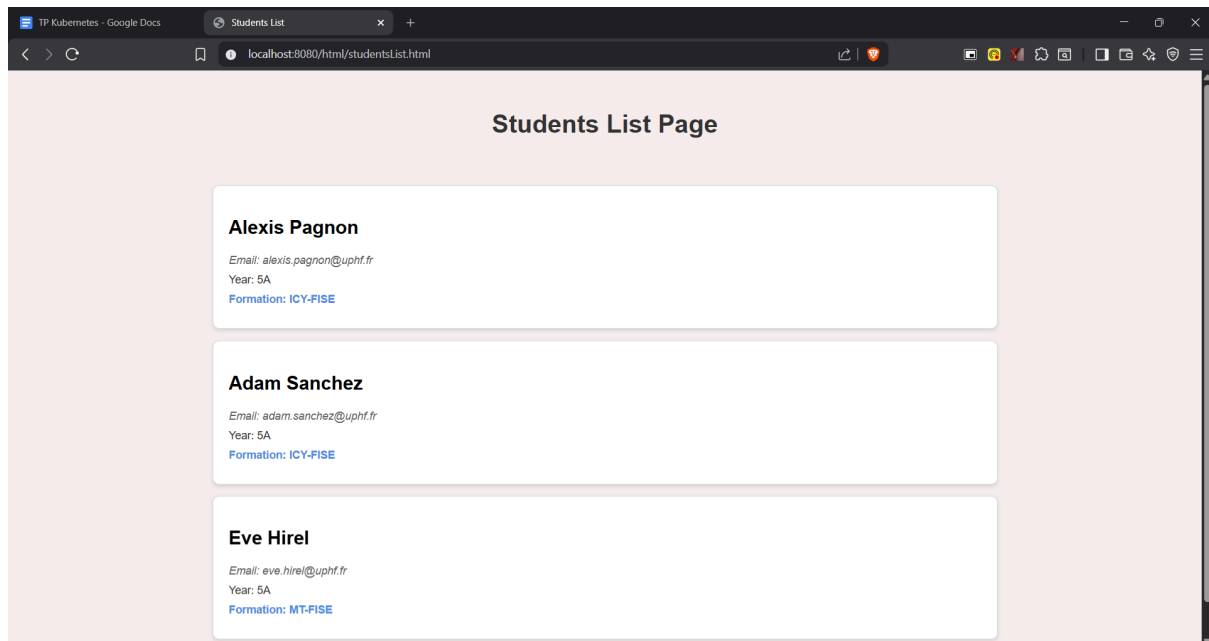 TP Kubernetes - Google Docs
Students List
localhost:8080/html/studentsList.html
Students List Page
Alexis Pagnon
Email: alexis.pagnon@uphf.fr
Year: 5A
Formation: ICY-FISE
Adam Sanchez
Email: adam.sanchez@uphf.fr
Year: 5A
Formation: ICY-FISE
Eve Hirel
Email: eve.hirel@uphf.fr
Year: 5A
Formation: MT-FISE